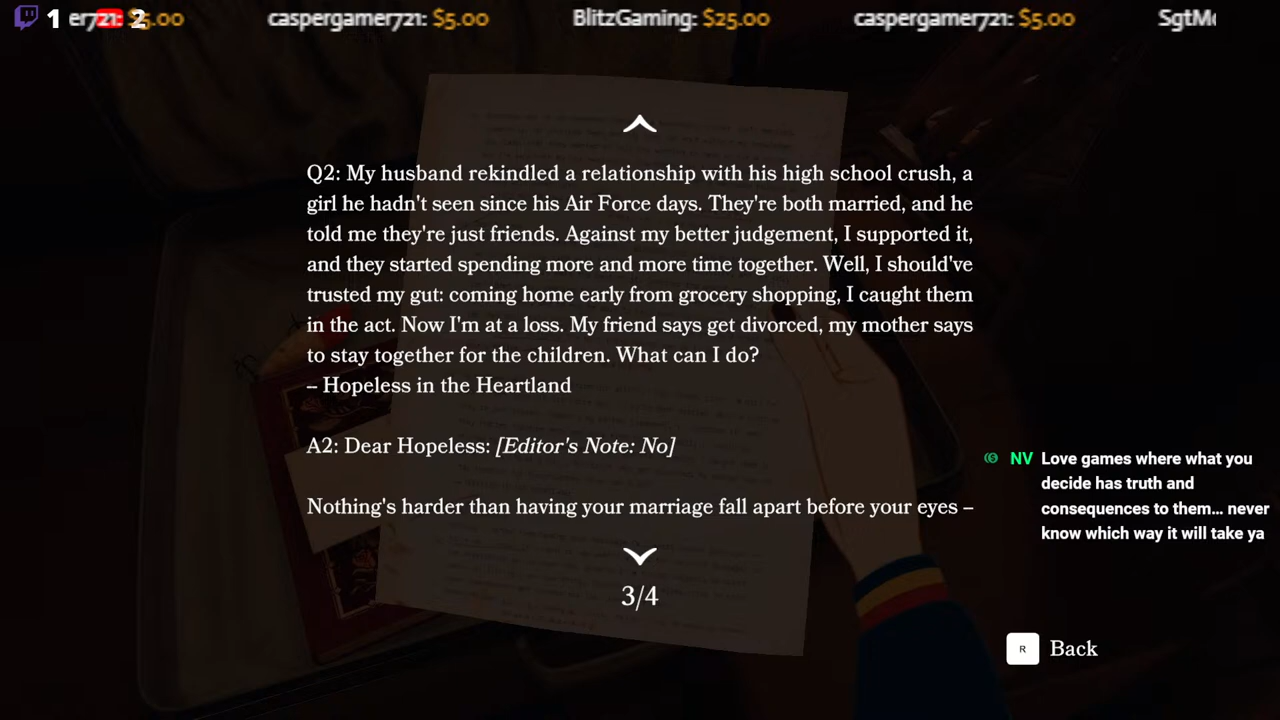 1 er721: $5.00 2 caspergamer721: $5.00 BlitzGaming: $25.00 caspergamer721: $5.00
Q2: My husband rekindled a relationship with his high school crush, a
girl he hadn't seen since his Air Force days. They're both married, and he
told me they're just friends. Against my better judgement, I supported it,
and they started spending more and more time together. Well, I should've
trusted my gut: coming home early from grocery shopping, I caught them
in the act. Now I'm at a loss. My friend says get divorced, my mother says
to stay together for the children. What can I do?
– Hopeless in the Heartland
A2: Dear Hopeless: [Editor's Note: No]
Nothing's harder than having your marriage fall apart before your eyes –
3/4
NV Love games where what you
decide has truth and
consequences to them... never
know which way it will take ya
R Back